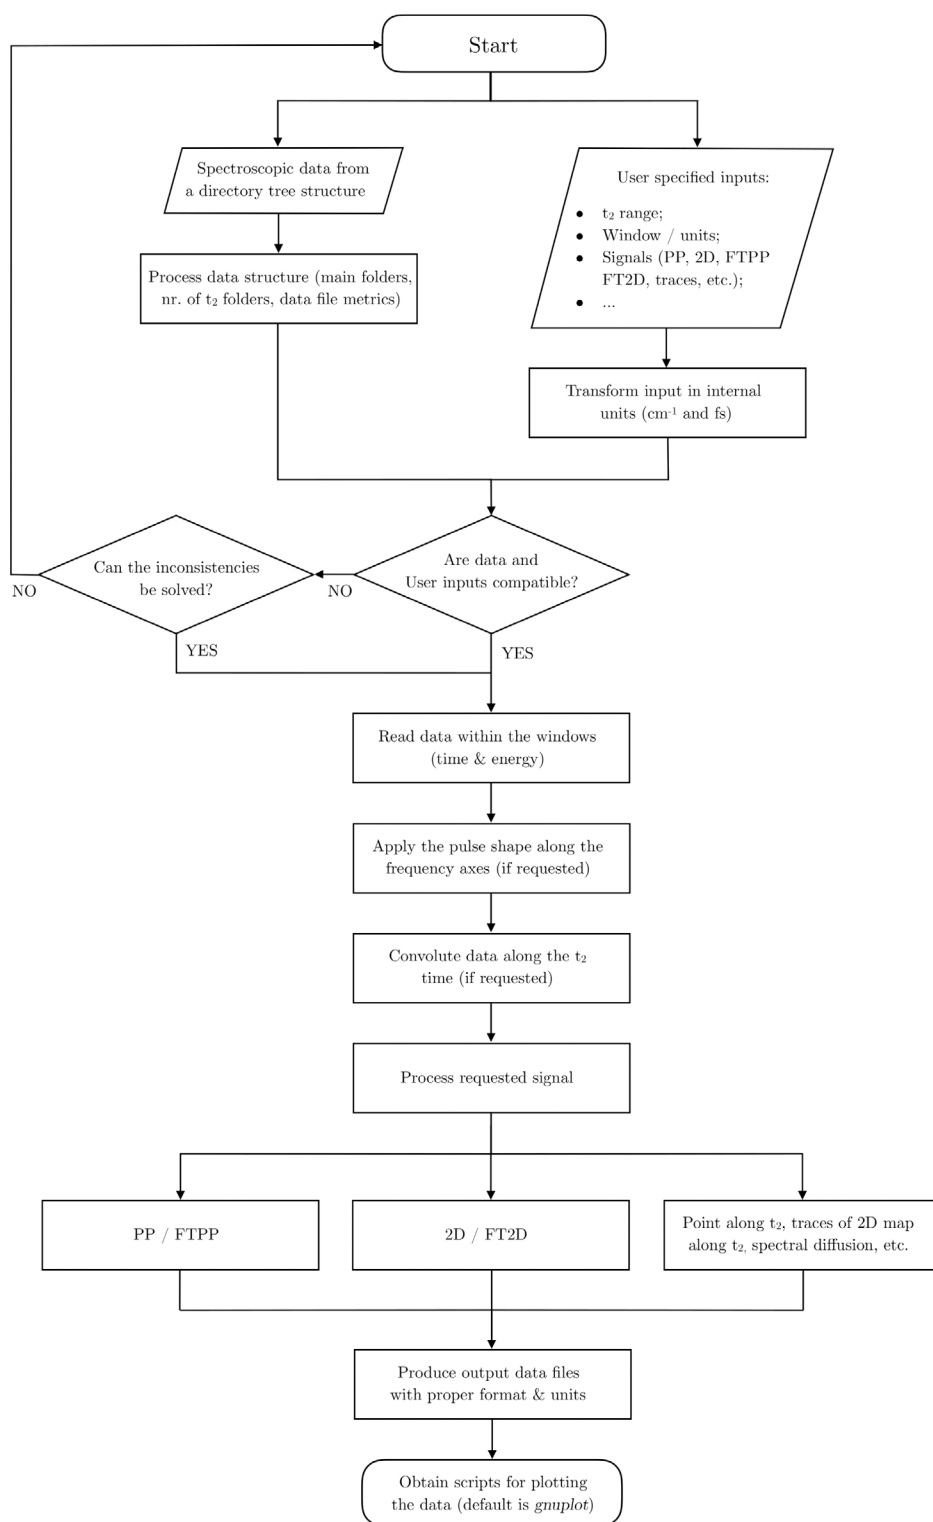 Start
Spectroscopic data from
a directory tree structure
User specified inputs:
● t₂ range;
● Window / units;
● Signals (PP, 2D, FTPP
FT2D, traces, etc.);
● ...
Process data structure (main folders,
nr. of t₂ folders, data file metrics)
Transform input in internal
units (cm⁻¹ and fs)
Can the inconsistencies
be solved?
Are data and
User inputs compatible?
NO
NO
YES
YES
Read data within the windows
(time & energy)
Apply the pulse shape along the
frequency axes (if requested)
Convolute data along the t₂
time (if requested)
Process requested signal
PP / FTPP
2D / FT2D
Point along t₂, traces of 2D map
along t₂, spectral diffusion, etc.
Produce output data files
with proper format & units
Obtain scripts for plotting
the data (default is gnuplot)